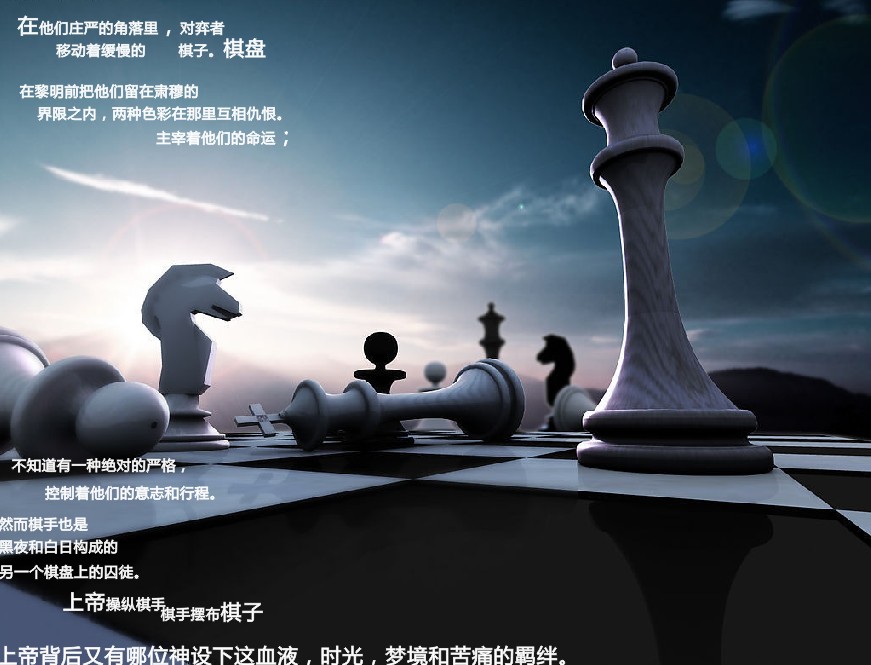 在他们庄严的角落里，对弈者
移动着缓慢的 棋子。棋盘
在黎明前把他们留在肃穆的
界限之内，两种色彩在那里互相仇恨。
主宰着他们的命运；
不知道有一种绝对的严格，
控制着他们的意志和行程。
然而棋手也是
黑夜和白日构成的
另一个棋盘上的囚徒。
上帝操纵棋手
棋手摆布棋子
上帝背后又有哪位神设下这血液，时光，梦境和苦痛的羁绊。